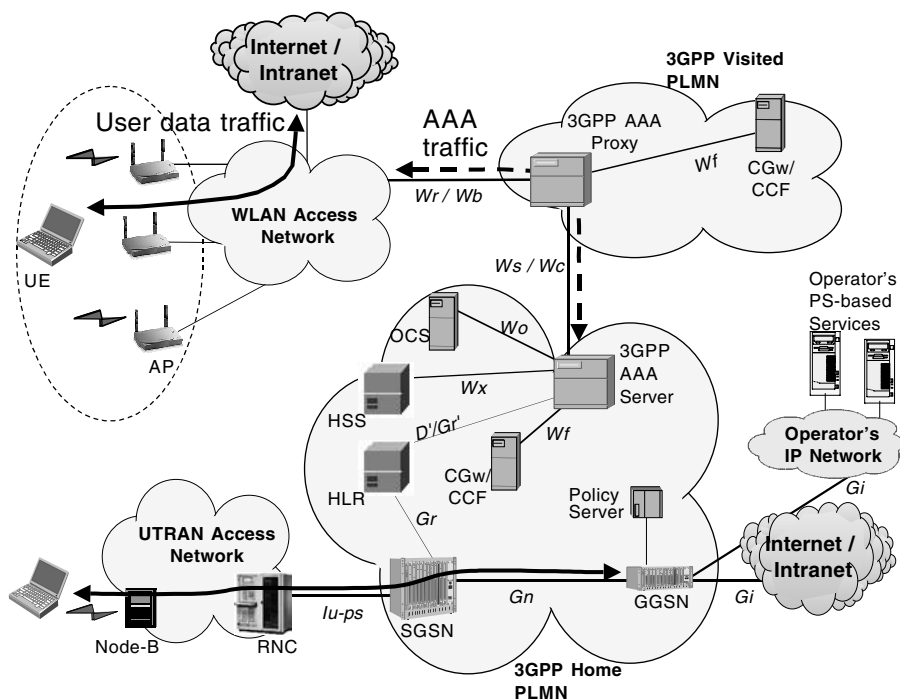 Internet /
Intranet
3GPP Visited
PLMN
User data traffic
AAA
traffic
3GPP AAA
Proxy
Wf
CGw/
CCF
Wr / Wb
WLAN Access
Network
UE
AP
Ws / Wc
Operator's
PS-based
Services
OCS
Wo
3GPP
AAA
Server
Wx
HSS
D'/Gr'
Wf
HLR
CGw/
CCF
Operator's
IP Network
Gi
Policy
Server
Gr
UTRAN Access
Network
Internet /
Intranet
Node-B
RNC
Iu-ps
SGSN
Gn
GGSN
Gi
3GPP Home
PLMN